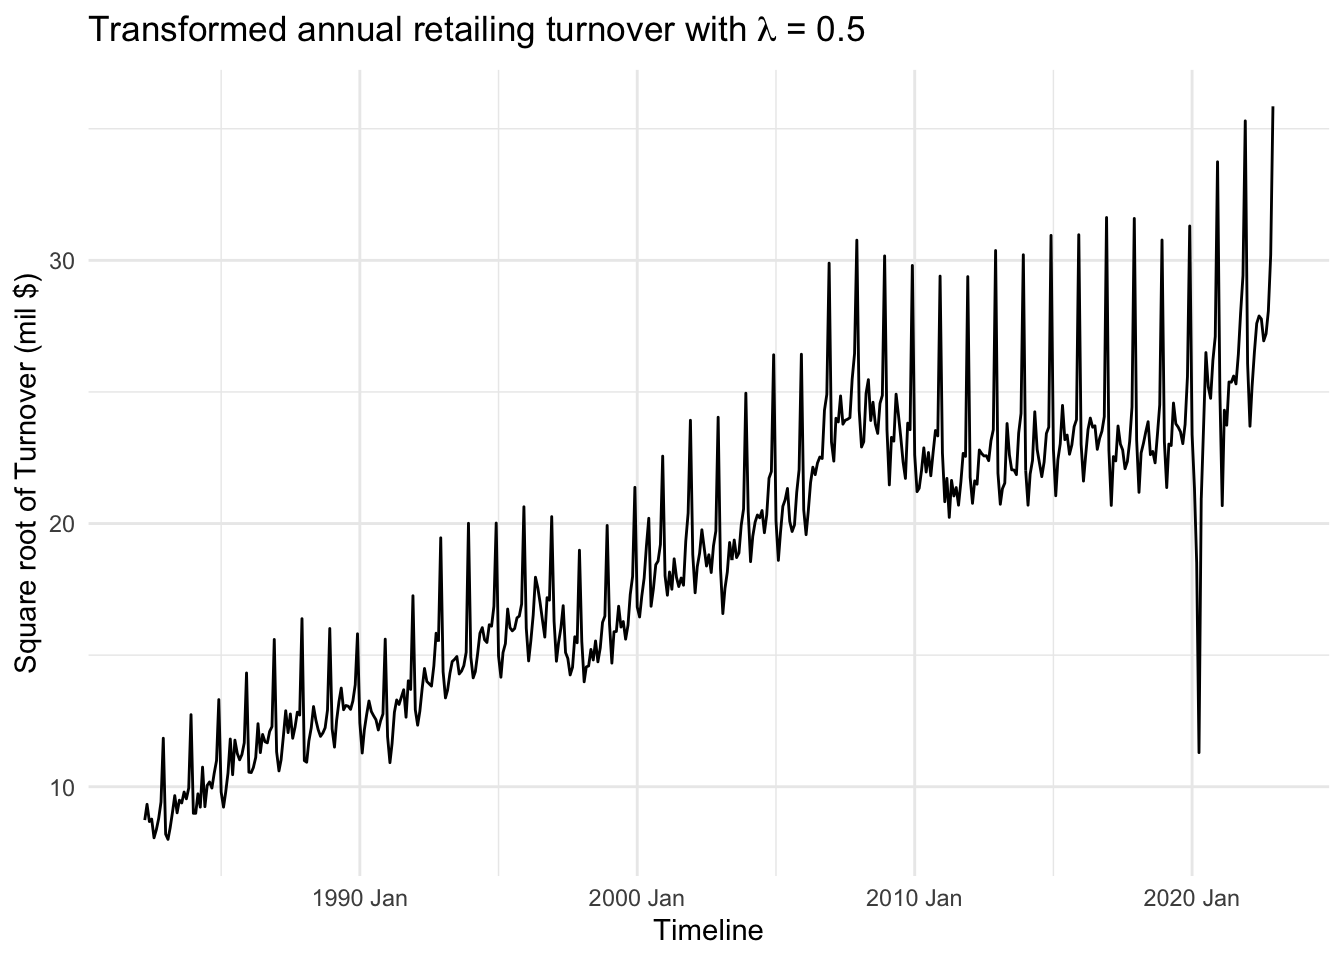 Transformed annual retailing turnover with λ = 0.5
Square root of Turnover (mil $)
30
20
10
1990 Jan
2000 Jan
2010 Jan
2020 Jan
Timeline